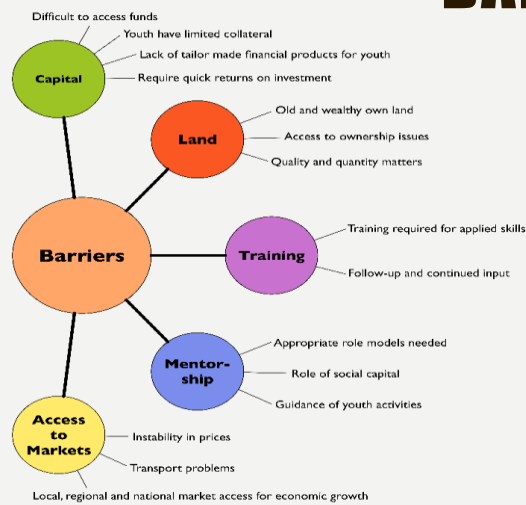 Difficult to access funds
Youth have limited collateral
Lack of tailor made financial products for youth
Capital
Require quick returns on investment
Old and wealthy own land
Land
Access to ownership issues
Quality and quantity matters
Training required for applied skills
Barriers
Training
Follow-up and continued input
Appropriate role models needed
Mentor-
ship
Role of social capital
Guidance of youth activities
Access
to
Markets
Instability in prices
Transport problems
Local, regional and national market access for economic growth